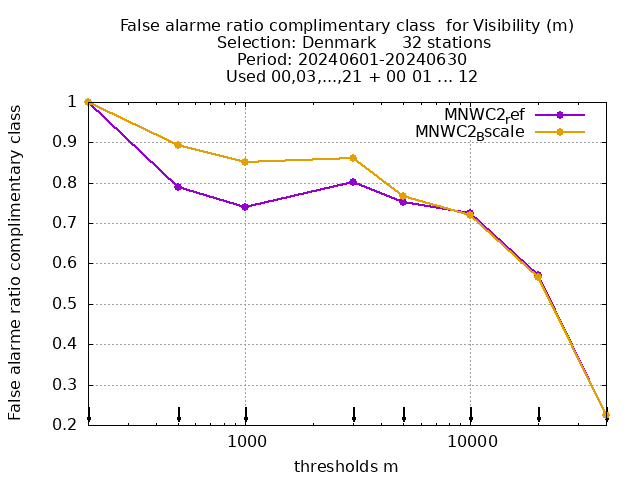 False alarme ratio complimentary class  for Visibility (m)
Selection: Denmark     32 stations
Period: 20240601-20240630
Used 00,03,...,21 + 00 01 ... 12
False alarme ratio complimentary class
MNWC2ref
MNWC2Bscale
1
0.9
0.8
0.7
0.6
0.5
0.4
0.3
0.2
1000
10000
thresholds m